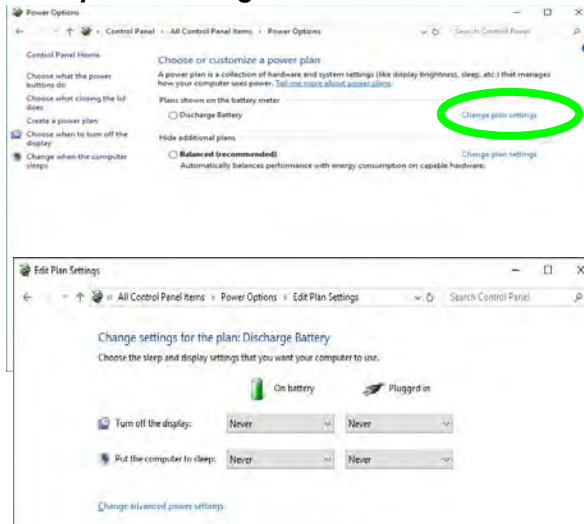 Power Options
Control Panel › All Control Panel Items › Power Options
Search Control Panel
Control Panel Home
Choose what the power
buttons do
Choose what closing the lid
does
Create a power plan
Choose when to turn off the
display
Change when the computer
sleeps
Choose or customize a power plan
A power plan is a collection of hardware and system settings (like display brightness, sleep, etc.) that manages
how your computer uses power. Tell me more about power plans
Plans shown on the battery meter
Discharge Battery
Change plan settings
Hide additional plans
Balanced (recommended)
Change plan settings
Automatically balances performance with energy consumption on capable hardware.
Edit Plan Settings
« All Control Panel Items › Power Options › Edit Plan Settings
Search Control Panel
Change settings for the plan: Discharge Battery
Choose the sleep and display settings that you want your computer to use.
On battery
Plugged in
Turn off the display:
Never
Never
Put the computer to sleep:
Never
Never
Change advanced power settings